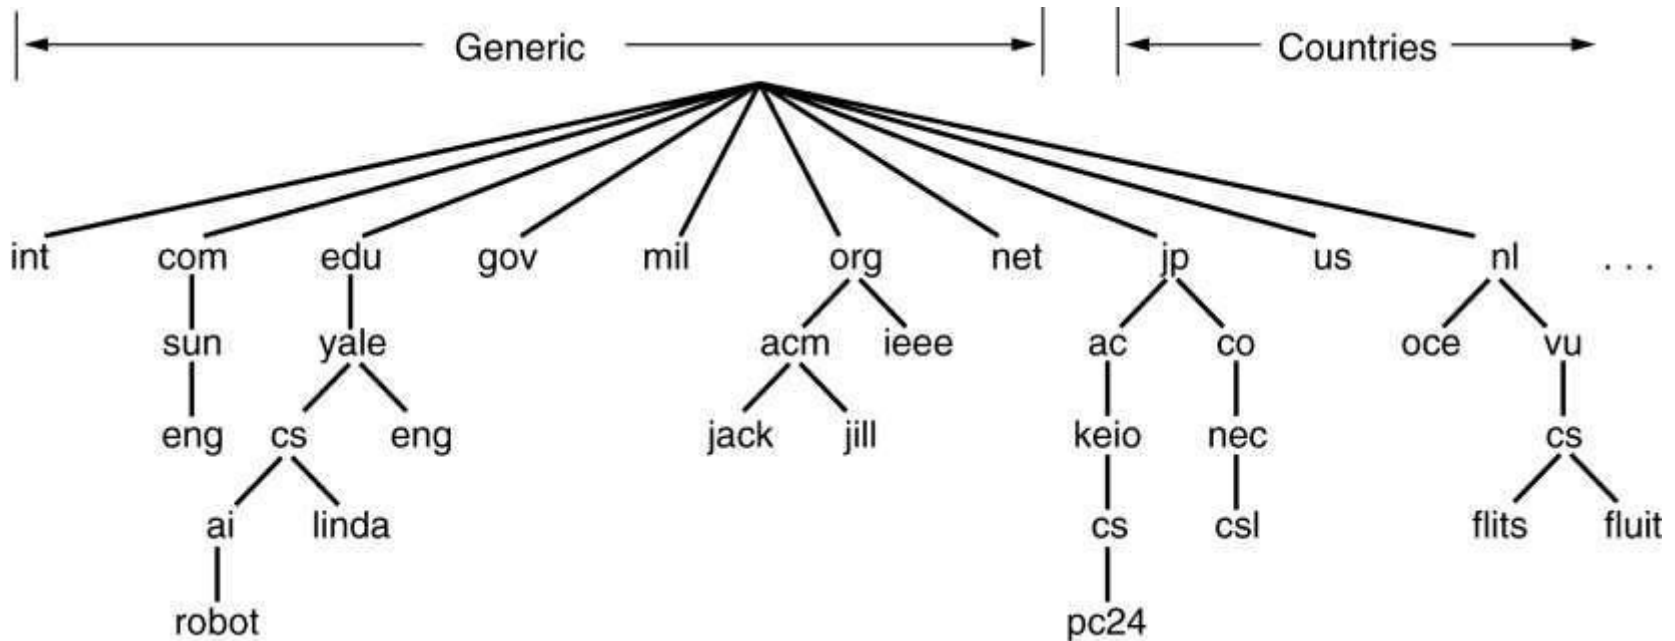 Generic Countries
int com edu gov mil org net jp us nl . . .
sun yale acm ieee ac co oce vu
eng cs eng jack jill keio nec cs
ai linda cs csl flits fluit
robot pc24